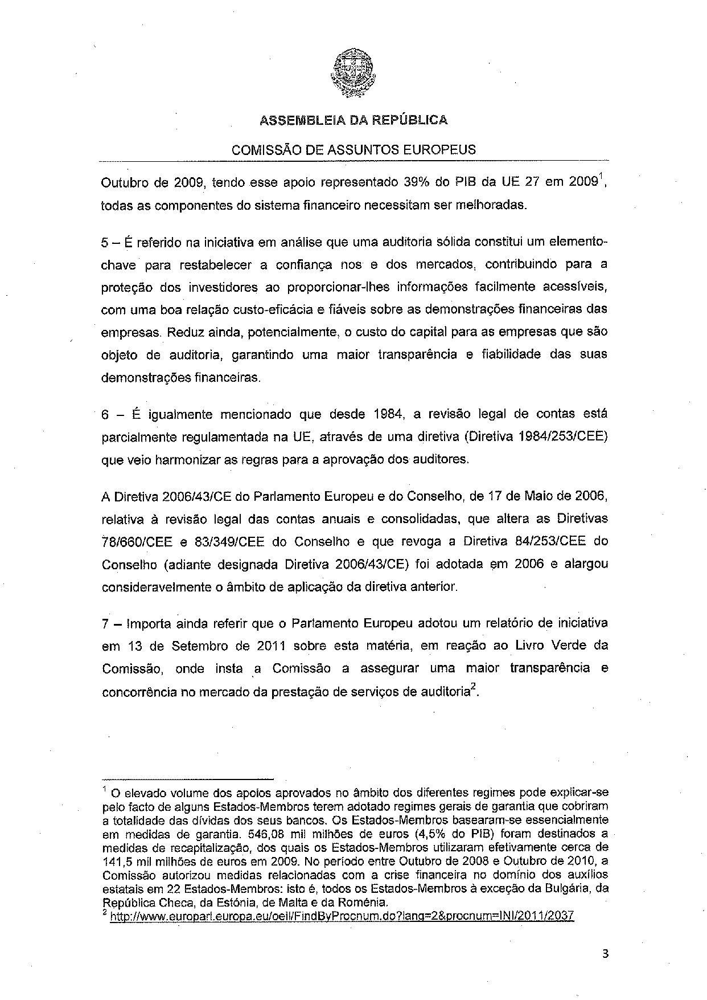 ASSEMBLEIA DA REPÚBLICA
COMISSÃO DE ASSUNTOS EUROPEUS
Outubro de 2009, tendo esse apoio representado 39% do PIB da UE 27 em 2009¹,
todas as componentes do sistema financeiro necessitam ser melhoradas.
5 – É referido na iniciativa em análise que uma auditoria sólida constitui um elemento-
chave para restabelecer a confiança nos e dos mercados, contribuindo para a
proteção dos investidores ao proporcionar-lhes informações facilmente acessíveis,
com uma boa relação custo-eficácia e fiáveis sobre as demonstrações financeiras das
empresas. Reduz ainda, potencialmente, o custo do capital para as empresas que são
objeto de auditoria, garantindo uma maior transparência e fiabilidade das suas
demonstrações financeiras.
6 – É igualmente mencionado que desde 1984, a revisão legal de contas está
parcialmente regulamentada na UE, através de uma diretiva (Diretiva 1984/253/CEE)
que veio harmonizar as regras para a aprovação dos auditores.
A Diretiva 2006/43/CE do Parlamento Europeu e do Conselho, de 17 de Maio de 2006,
relativa à revisão legal das contas anuais e consolidadas, que altera as Diretivas
78/660/CEE e 83/349/CEE do Conselho e que revoga a Diretiva 84/253/CEE do
Conselho (adiante designada Diretiva 2006/43/CE) foi adotada em 2006 e alargou
consideravelmente o âmbito de aplicação da diretiva anterior.
7 – Importa ainda referir que o Parlamento Europeu adotou um relatório de iniciativa
em 13 de Setembro de 2011 sobre esta matéria, em reação ao Livro Verde da
Comissão, onde insta a Comissão a assegurar uma maior transparência e
concorrência no mercado da prestação de serviços de auditoria².
¹ O elevado volume dos apoios aprovados no âmbito dos diferentes regimes pode explicar-se
pelo facto de alguns Estados-Membros terem adotado regimes gerais de garantia que cobriram
a totalidade das dívidas dos seus bancos. Os Estados-Membros basearam-se essencialmente
em medidas de garantia. 546,08 mil milhões de euros (4,5% do PIB) foram destinados a
medidas de recapitalização, dos quais os Estados-Membros utilizaram efetivamente cerca de
141,5 mil milhões de euros em 2009. No período entre Outubro de 2008 e Outubro de 2010, a
Comissão autorizou medidas relacionadas com a crise financeira no domínio dos auxílios
estatais em 22 Estados-Membros: isto é, todos os Estados-Membros à exceção da Bulgária, da
República Checa, da Estónia, de Malta e da Roménia.
² http://www.europarl.europa.eu/oeil/FindByProcnum.do?lang=2&procnum=INI/2011/2037
3